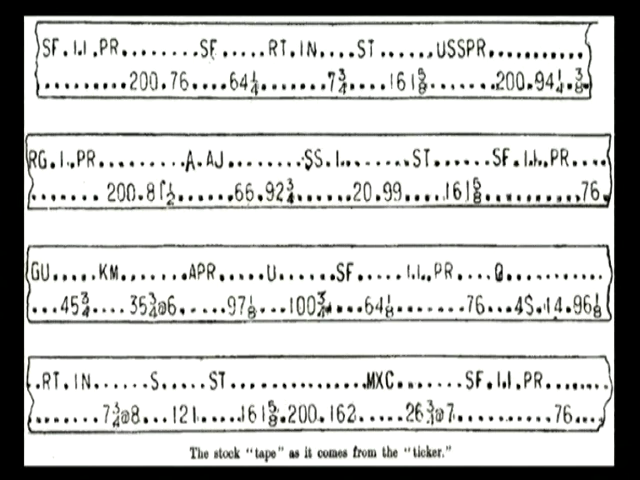 SF.I.I.PR........SF.....RT.IN....ST......USSPR...........
.........200.76....64¼.......7¾....161⅝.......200.94¼.⅜
RG.I..PR.........A.AJ........SS.I.......ST......SF.I.I.PR....
....... 200.81½......66.92¾......20.99....161⅝..........76.
GU.....KM.......APR.....U......SF.....I.I..PR....Q...........
...45¾....35¾@6......97⅛...100¾....64⅛.......76...4S.14.96⅛
.RT.IN......S.....ST..............MXC.......SF.I.I.PR.......
.......7¾@8...121....161⅝.200.162.....26¾@7..........76....
The stock "tape" as it comes from the "ticker."